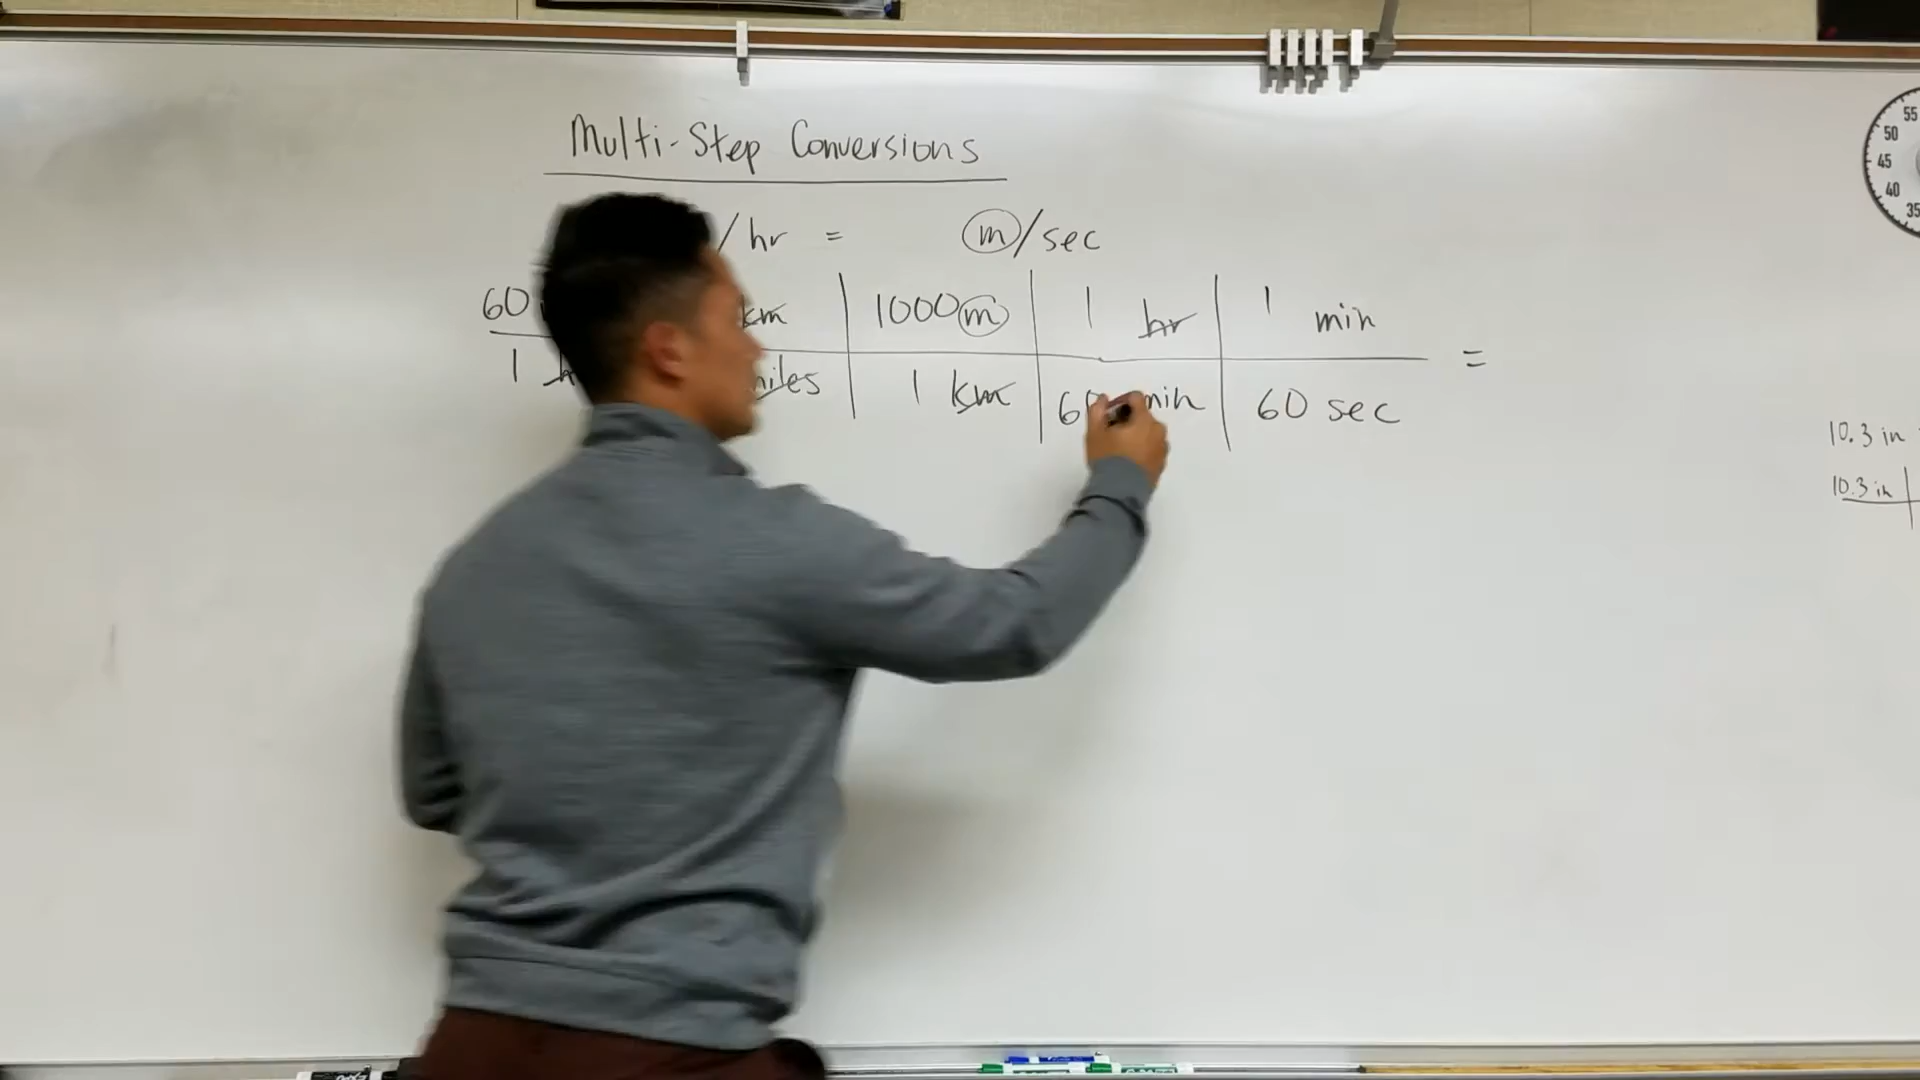 Multi-Step Conversions
/hr = m/sec
60 km 1000 m 1 hr 1 min
1 miles 1 km 60 min 60 sec =
10.3 in
10.3 in
55
50
45
40
35